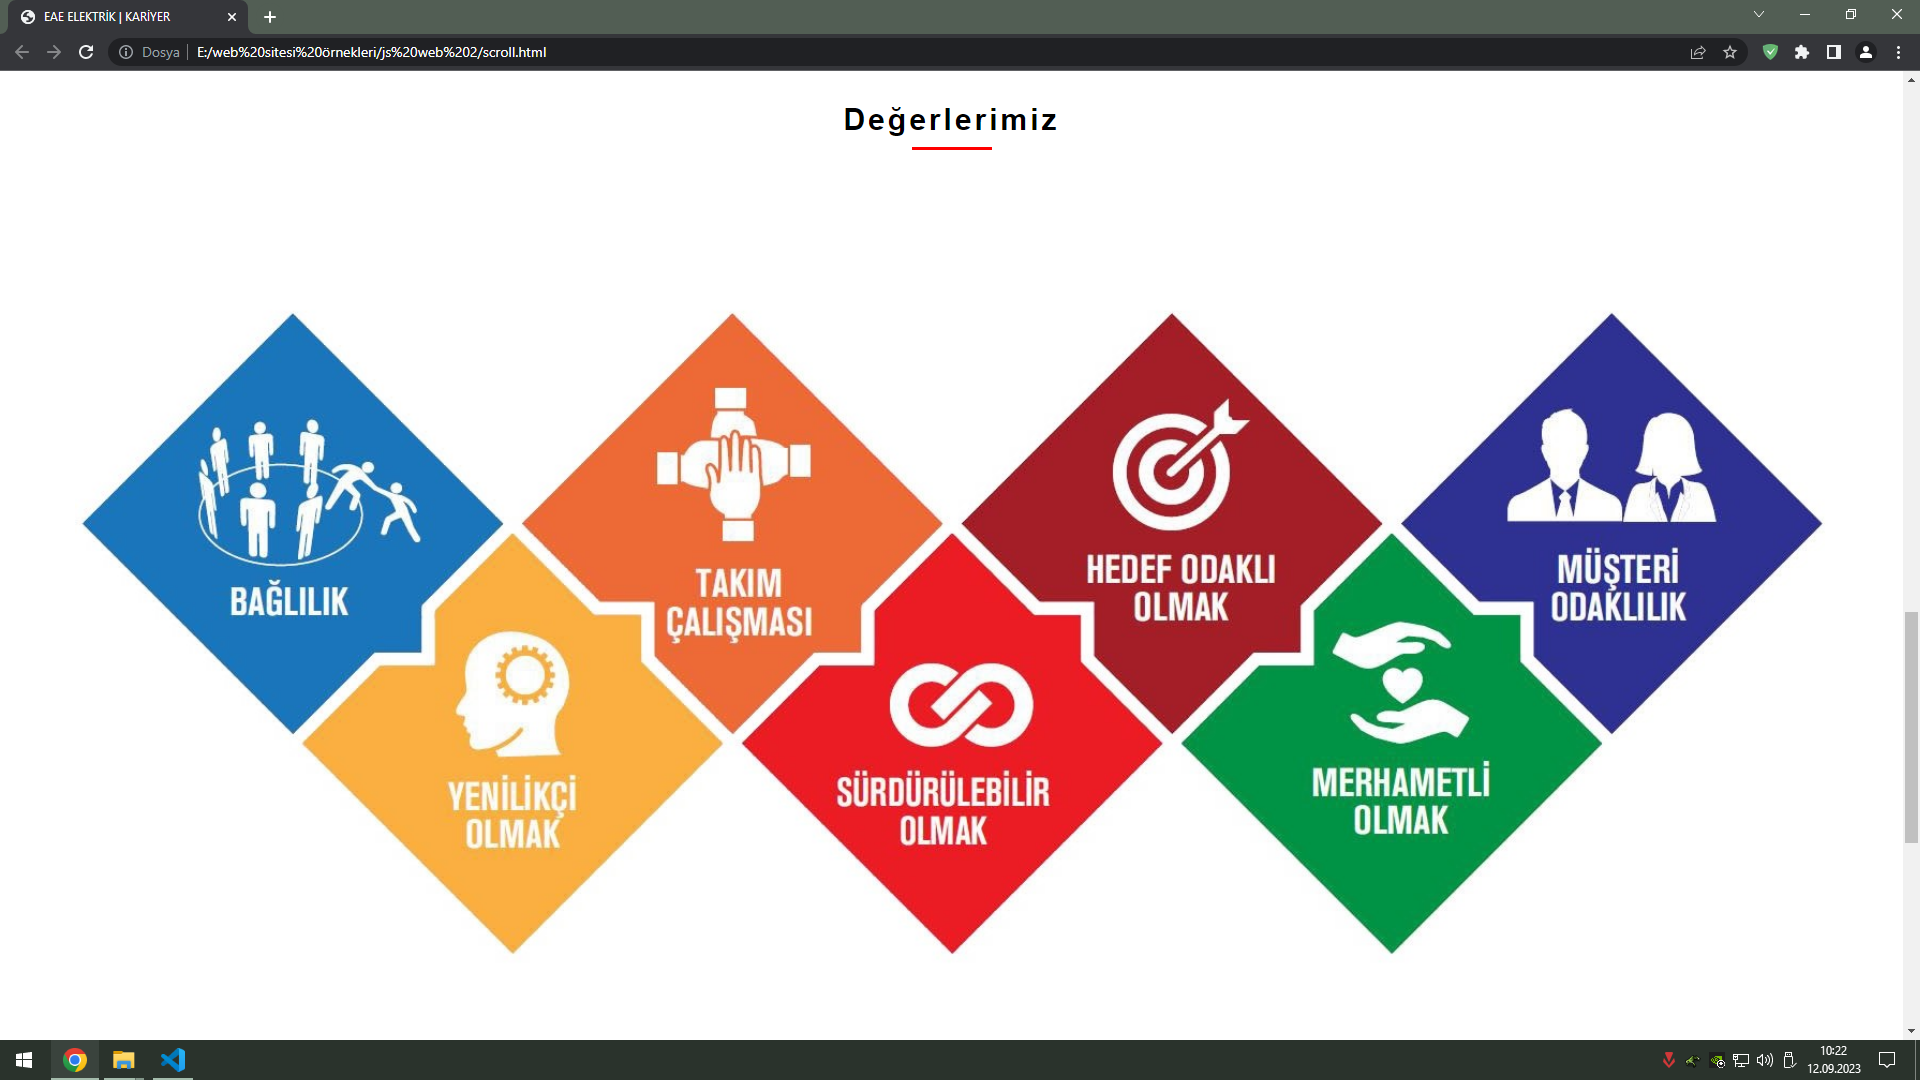 EAE ELEKTRİK | KARİYER
Dosya
E:/web%20sitesi%20örnekleri/js%20web%202/scroll.html
Değerlerimiz
BAĞLILIK
TAKIM
ÇALIŞMASI
HEDEF ODAKLI
OLMAK
MÜŞTERİ
ODAKLILIK
YENİLİKÇİ
OLMAK
SÜRDÜRÜLEBİLİR
OLMAK
MERHAMETLİ
OLMAK
10:22
12.09.2023